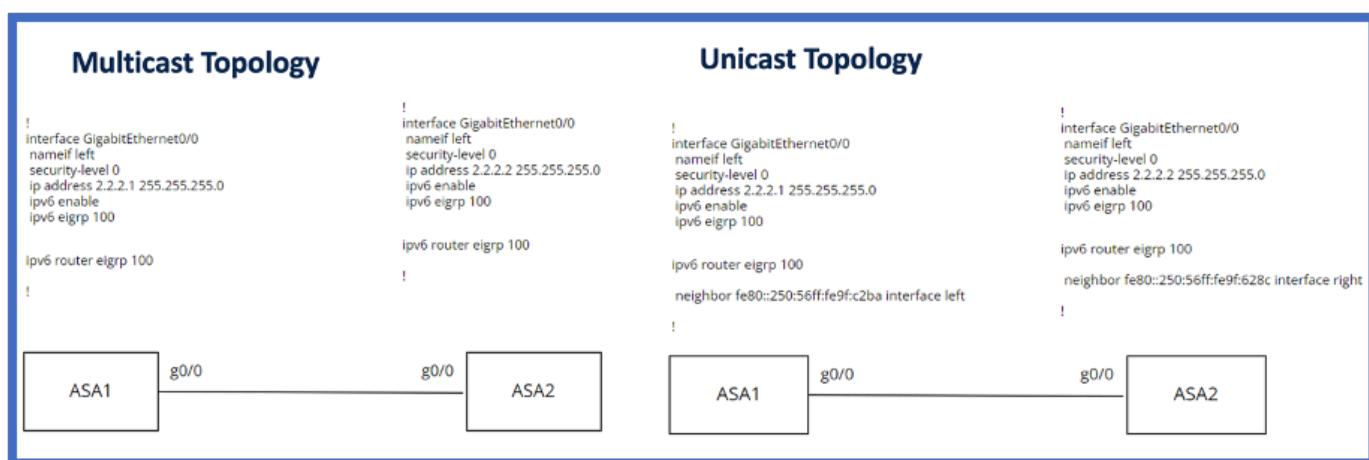 Multicast Topology
!
interface GigabitEthernet0/0
nameif left
security-level 0
ip address 2.2.2.1 255.255.255.0
ipv6 enable
ipv6 eigrp 100
ipv6 router eigrp 100
!
!
interface GigabitEthernet0/0
nameif left
security-level 0
ip address 2.2.2.2 255.255.255.0
ipv6 enable
ipv6 eigrp 100
ipv6 router eigrp 100
!
ASA1
g0/0
g0/0
ASA2
Unicast Topology
!
interface GigabitEthernet0/0
nameif left
security-level 0
ip address 2.2.2.1 255.255.255.0
ipv6 enable
ipv6 eigrp 100
ipv6 router eigrp 100
neighbor fe80::250:56ff:fe9f:c2ba interface left
!
!
interface GigabitEthernet0/0
nameif left
security-level 0
ip address 2.2.2.2 255.255.255.0
ipv6 enable
ipv6 eigrp 100
ipv6 router eigrp 100
neighbor fe80::250:56ff:fe9f:628c interface right
!
ASA1
g0/0
g0/0
ASA2